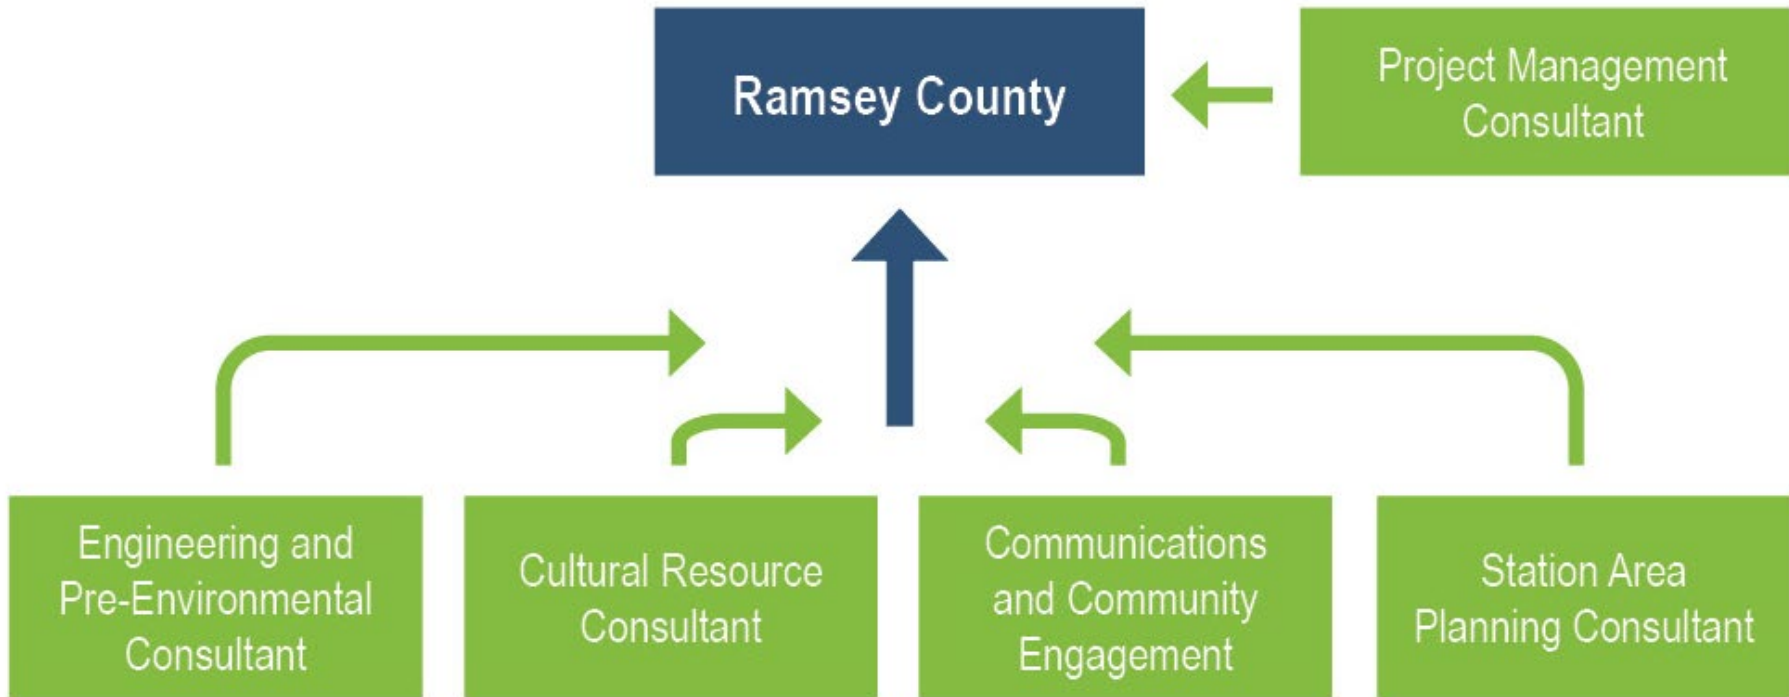 Ramsey County
Project Management
Consultant
Engineering and
Pre-Environmental
Consultant
Cultural Resource
Consultant
Communications
and Community
Engagement
Station Area
Planning Consultant